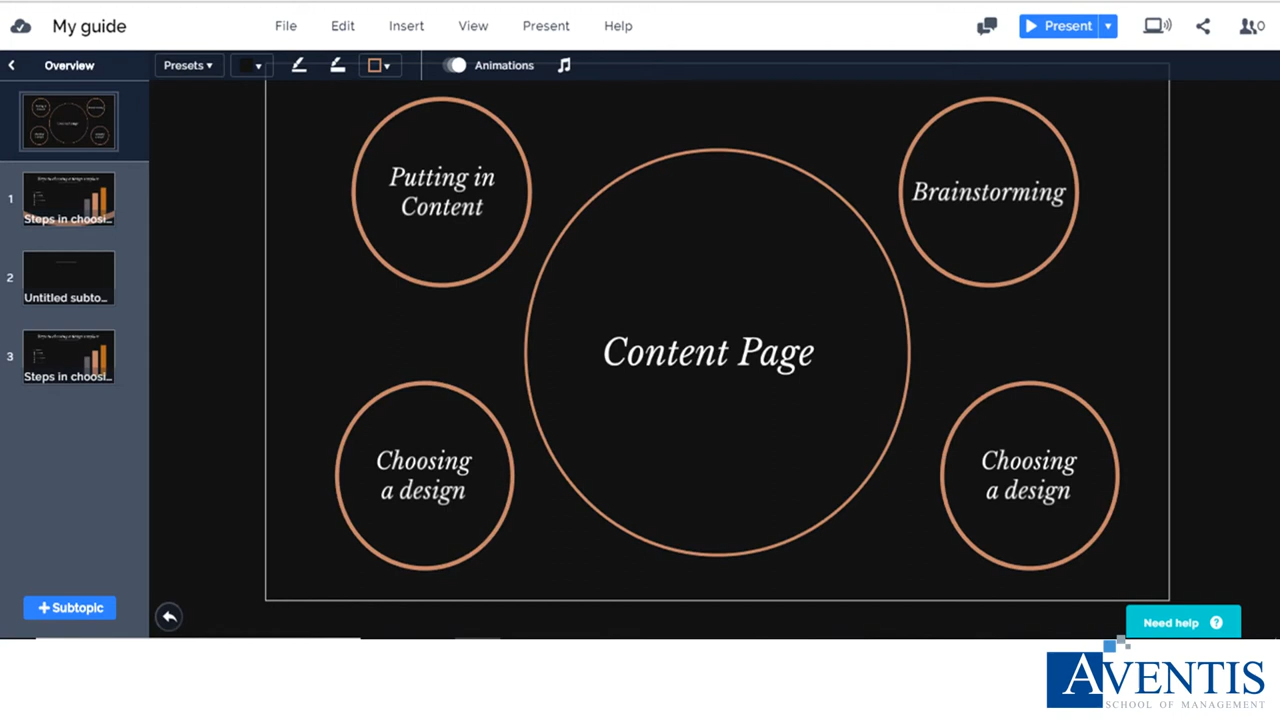 My guide
File Edit Insert View Present Help
Present
0
Overview
Presets
Animations
1
Steps in choosi...
2
Untitled subto...
3
Steps in choosi...
+ Subtopic
Putting in
Content
Brainstorming
Content Page
Choosing
a design
Choosing
a design
Need help ?
AVENTIS
SCHOOL OF MANAGEMENT